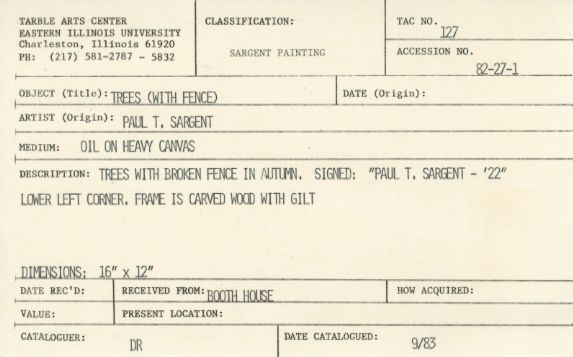 TARBLE ARTS CENTER
EASTERN ILLINOIS UNIVERSITY
Charleston, Illinois 61920
PH: (217) 581-2787 - 5832
CLASSIFICATION:
SARGENT PAINTING
TAC NO.
127
ACCESSION NO.
82-27-1
OBJECT (Title): TREES (WITH FENCE)
DATE (Origin):
ARTIST (Origin): PAUL T. SARGENT
MEDIUM: OIL ON HEAVY CANVAS
DESCRIPTION: TREES WITH BROKEN FENCE IN AUTUMN. SIGNED: "PAUL T. SARGENT - '22"
LOWER LEFT CORNER. FRAME IS CARVED WOOD WITH GILT
DIMENSIONS: 16" x 12"
DATE REC'D: RECEIVED FROM: BOOTH HOUSE HOW ACQUIRED:
VALUE: PRESENT LOCATION:
CATALOGUER: DR DATE CATALOGUED: 9/83